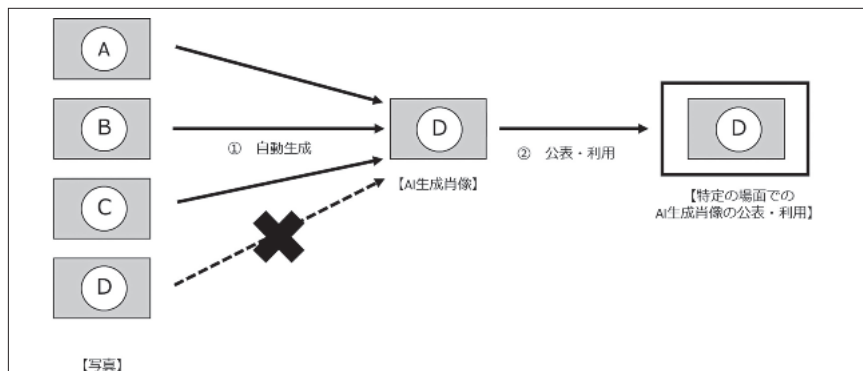 A
B
① 自動生成
C
D
【写真】
D
【AI生成肖像】
② 公表・利用
D
【特定の場面での
AI生成肖像の公表・利用】